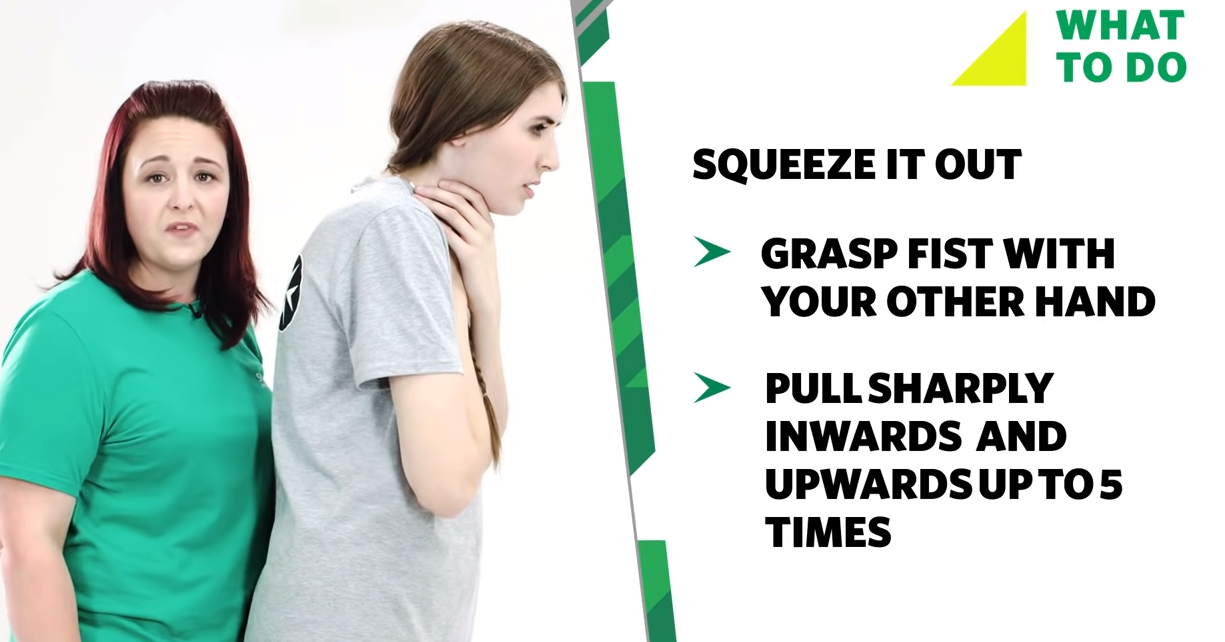 WHAT
TO DO
SQUEEZE IT OUT
GRASP FIST WITH
YOUR OTHER HAND
PULL SHARPLY
INWARDS AND
UPWARDS UP TO 5
TIMES